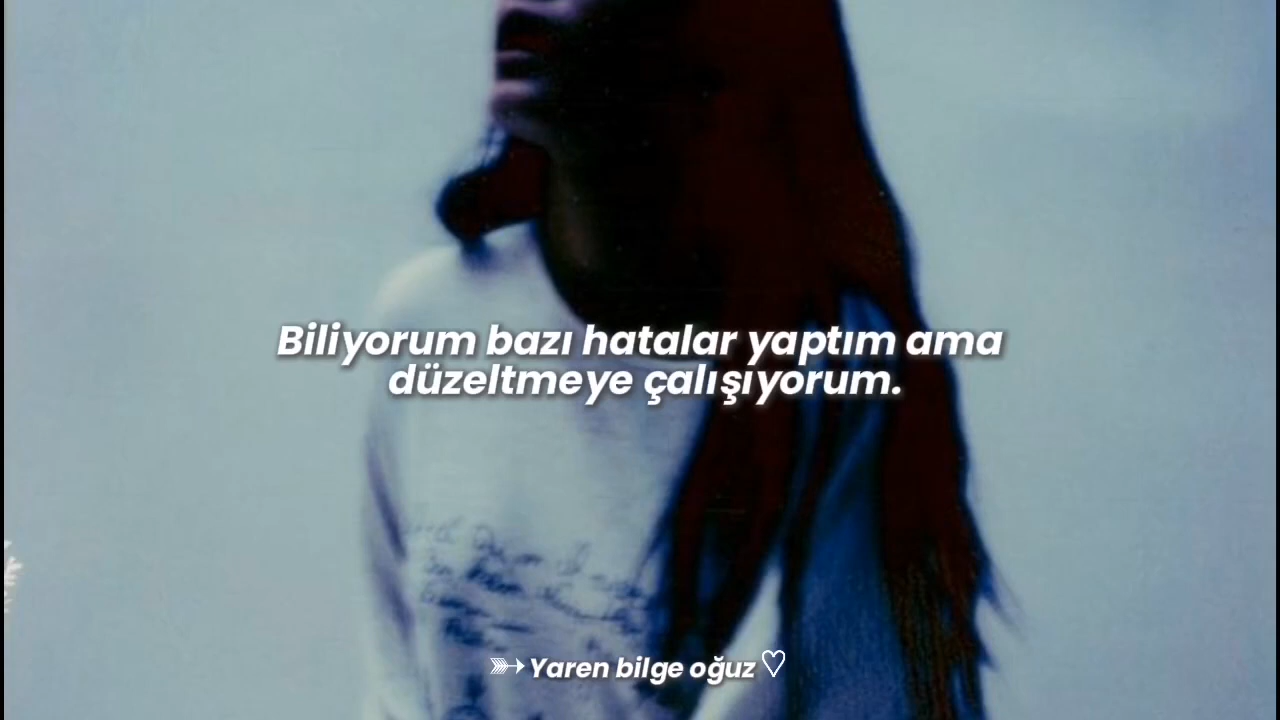 Biliyorum bazı hatalar yaptım ama
düzeltmeye çalışıyorum.
➳ Yaren bilge oğuz ♡